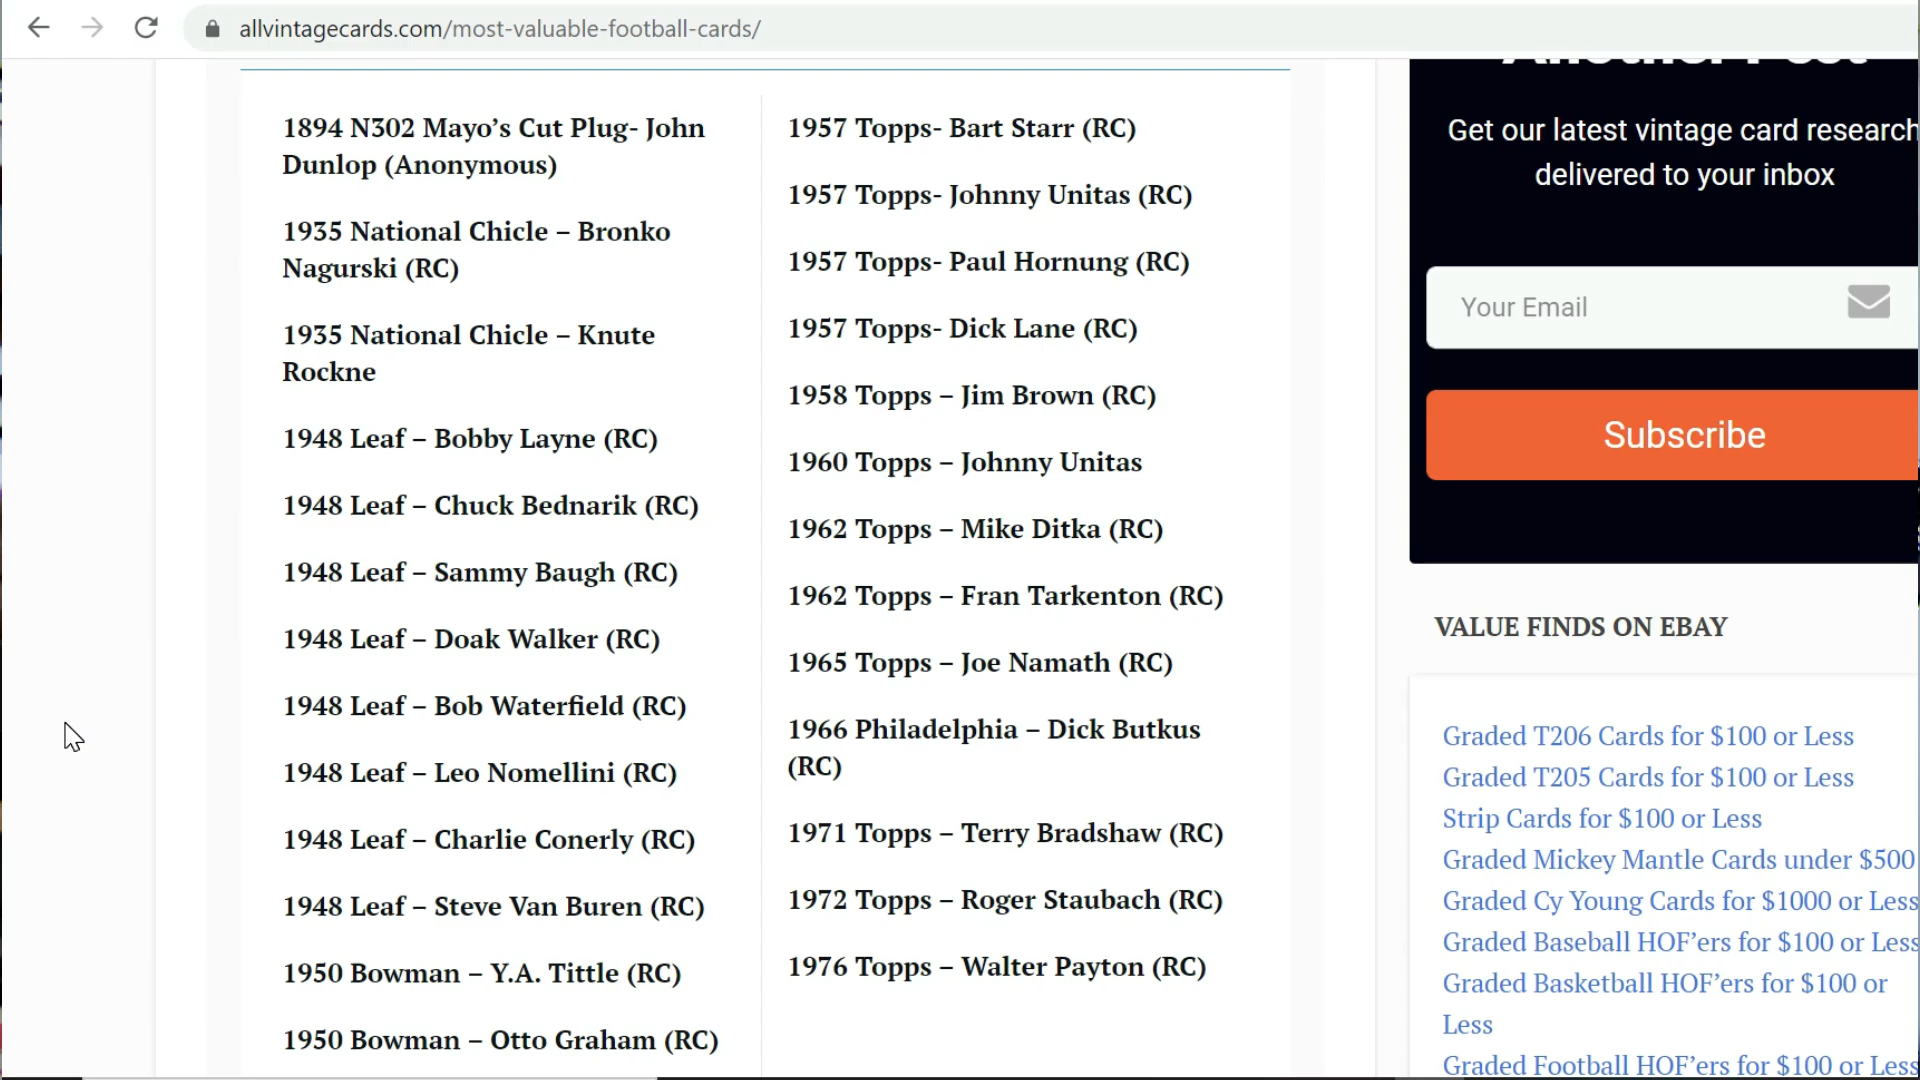 allvintagecards.com/most-valuable-football-cards/
1894 N302 Mayo’s Cut Plug- John
Dunlop (Anonymous)
1935 National Chicle – Bronko
Nagurski (RC)
1935 National Chicle – Knute
Rockne
1948 Leaf – Bobby Layne (RC)
1948 Leaf – Chuck Bednarik (RC)
1948 Leaf – Sammy Baugh (RC)
1948 Leaf – Doak Walker (RC)
1948 Leaf – Bob Waterfield (RC)
1948 Leaf – Leo Nomellini (RC)
1948 Leaf – Charlie Conerly (RC)
1948 Leaf – Steve Van Buren (RC)
1950 Bowman – Y.A. Tittle (RC)
1950 Bowman – Otto Graham (RC)
1957 Topps- Bart Starr (RC)
1957 Topps- Johnny Unitas (RC)
1957 Topps- Paul Hornung (RC)
1957 Topps- Dick Lane (RC)
1958 Topps – Jim Brown (RC)
1960 Topps – Johnny Unitas
1962 Topps – Mike Ditka (RC)
1962 Topps – Fran Tarkenton (RC)
1965 Topps – Joe Namath (RC)
1966 Philadelphia – Dick Butkus
(RC)
1971 Topps – Terry Bradshaw (RC)
1972 Topps – Roger Staubach (RC)
1976 Topps – Walter Payton (RC)
Get our latest vintage card research
delivered to your inbox
Your Email
Subscribe
VALUE FINDS ON EBAY
Graded T206 Cards for $100 or Less
Graded T205 Cards for $100 or Less
Strip Cards for $100 or Less
Graded Mickey Mantle Cards under $500
Graded Cy Young Cards for $1000 or Less
Graded Baseball HOF’ers for $100 or Less
Graded Basketball HOF’ers for $100 or
Less
Graded Football HOF’ers for $100 or Less